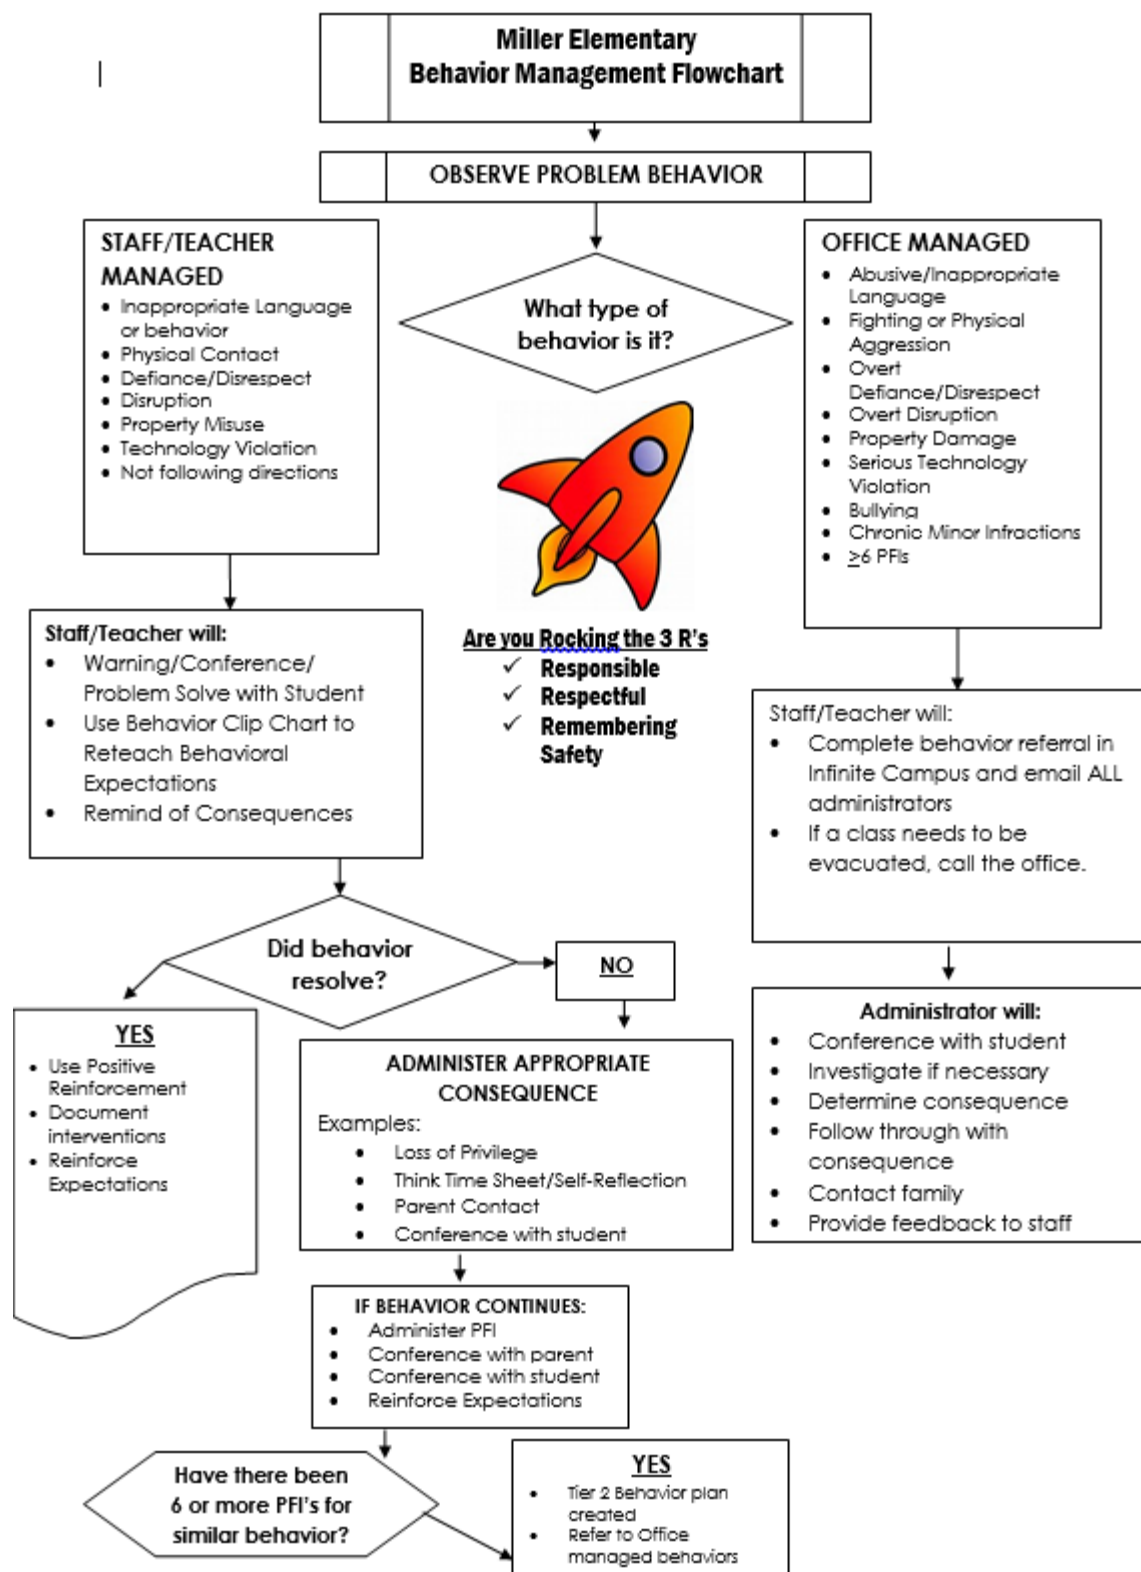 Miller Elementary
Behavior Management Flowchart
OBSERVE PROBLEM BEHAVIOR
STAFF/TEACHER
MANAGED
• Inappropriate Language
or behavior
• Physical Contact
• Defiance/Disrespect
• Disruption
• Property Misuse
• Technology Violation
• Not following directions
What type of
behavior is it?
OFFICE MANAGED
• Abusive/Inappropriate
Language
• Fighting or Physical
Aggression
• Overt
Defiance/Disrespect
• Overt Disruption
• Property Damage
• Serious Technology
Violation
• Bullying
• Chronic Minor Infractions
• ≥6 PFIs
Are you Rocking the 3 R's
✓ Responsible
✓ Respectful
✓ Remembering
Safety
Staff/Teacher will:
• Warning/Conference/
Problem Solve with Student
• Use Behavior Clip Chart to
Reteach Behavioral
Expectations
• Remind of Consequences
Staff/Teacher will:
• Complete behavior referral in
Infinite Campus and email ALL
administrators
• If a class needs to be
evacuated, call the office.
Did behavior
resolve?
NO
YES
• Use Positive
Reinforcement
• Document
interventions
• Reinforce
Expectations
ADMINISTER APPROPRIATE
CONSEQUENCE
Examples:
• Loss of Privilege
• Think Time Sheet/Self-Reflection
• Parent Contact
• Conference with student
Administrator will:
• Conference with student
• Investigate if necessary
• Determine consequence
• Follow through with
consequence
• Contact family
• Provide feedback to staff
IF BEHAVIOR CONTINUES:
• Administer PFI
• Conference with parent
• Conference with student
• Reinforce Expectations
Have there been
6 or more PFI's for
similar behavior?
YES
• Tier 2 Behavior plan
created
• Refer to Office
managed behaviors